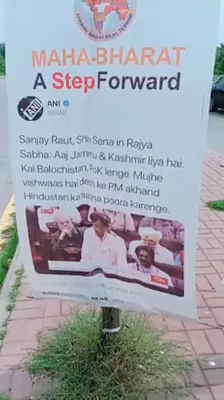 MAHA-BHARAT
A StepForward
ANI
ANI
@ANI
Sanjay Raut, Shiv Sena in Rajya
Sabha: Aaj Jammu & Kashmir liya hai.
Kal Balochistan, PoK lenge. Mujhe
vishwaas hai desh ke PM akhand
Hindustan ka sapna poora karenge.